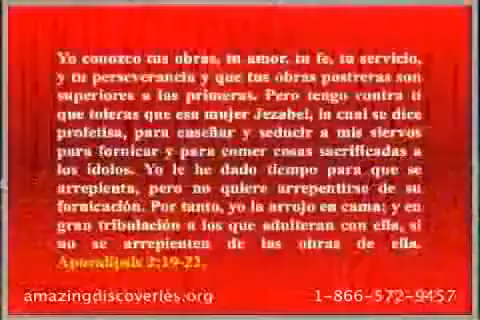 Yo conozco tus obras, tu amor, tu fe, tu servicio,
y tu perseverancia y que tus obras postreras son
superiores a las primeras. Pero tengo contra ti
que toleras que esa mujer Jezabel, la cual se dice
profetisa, para enseñar y seducir a mis siervos
para fornicar y para comer cosas sacrificadas a
los ídolos. Yo le he dado tiempo para que se
arrepienta, pero no quiere arrepentirse de su
fornicación. Por tanto, yo la arrojo en cama; y en
gran tribulación a los que adulteran con ella, si
no se arrepienten de las obras de ella.
Apocalipsis 2:19-22.
amazingdiscoveries.org 1-866-572-9457